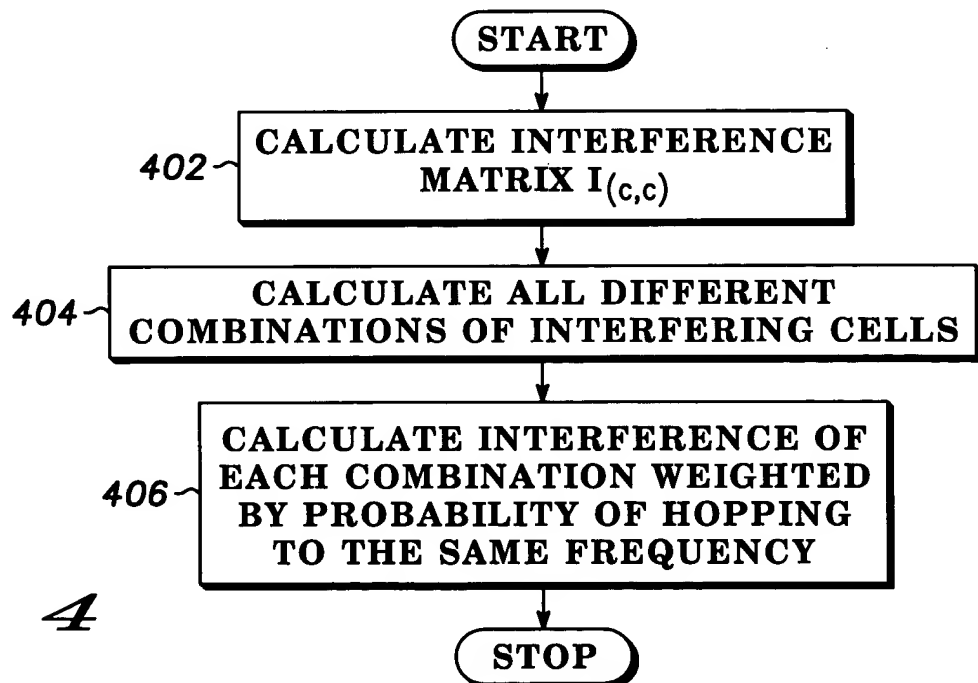 START
402
CALCULATE INTERFERENCE
MATRIX I(c,c)
404
CALCULATE ALL DIFFERENT
COMBINATIONS OF INTERFERING CELLS
406
CALCULATE INTERFERENCE OF
EACH COMBINATION WEIGHTED
BY PROBABILITY OF HOPPING
TO THE SAME FREQUENCY
4
STOP